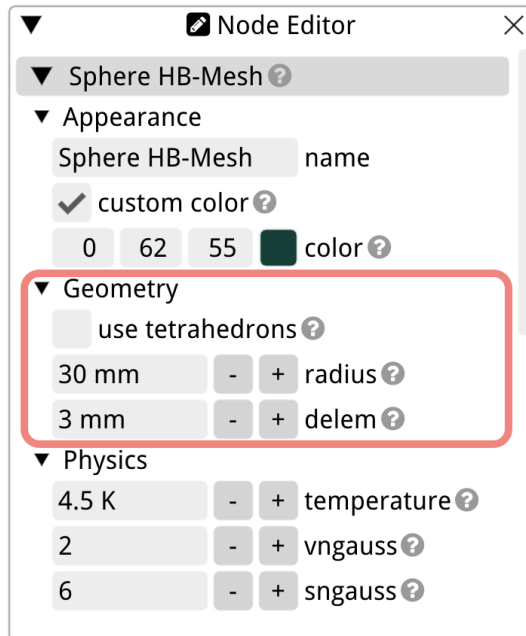 Node Editor
Sphere HB-Mesh ?
Appearance
Sphere HB-Mesh name
custom color ?
0 62 55 color ?
Geometry
use tetrahedrons ?
30 mm - + radius ?
3 mm - + delem ?
Physics
4.5 K - + temperature ?
2 - + vngauss ?
6 - + sngauss ?